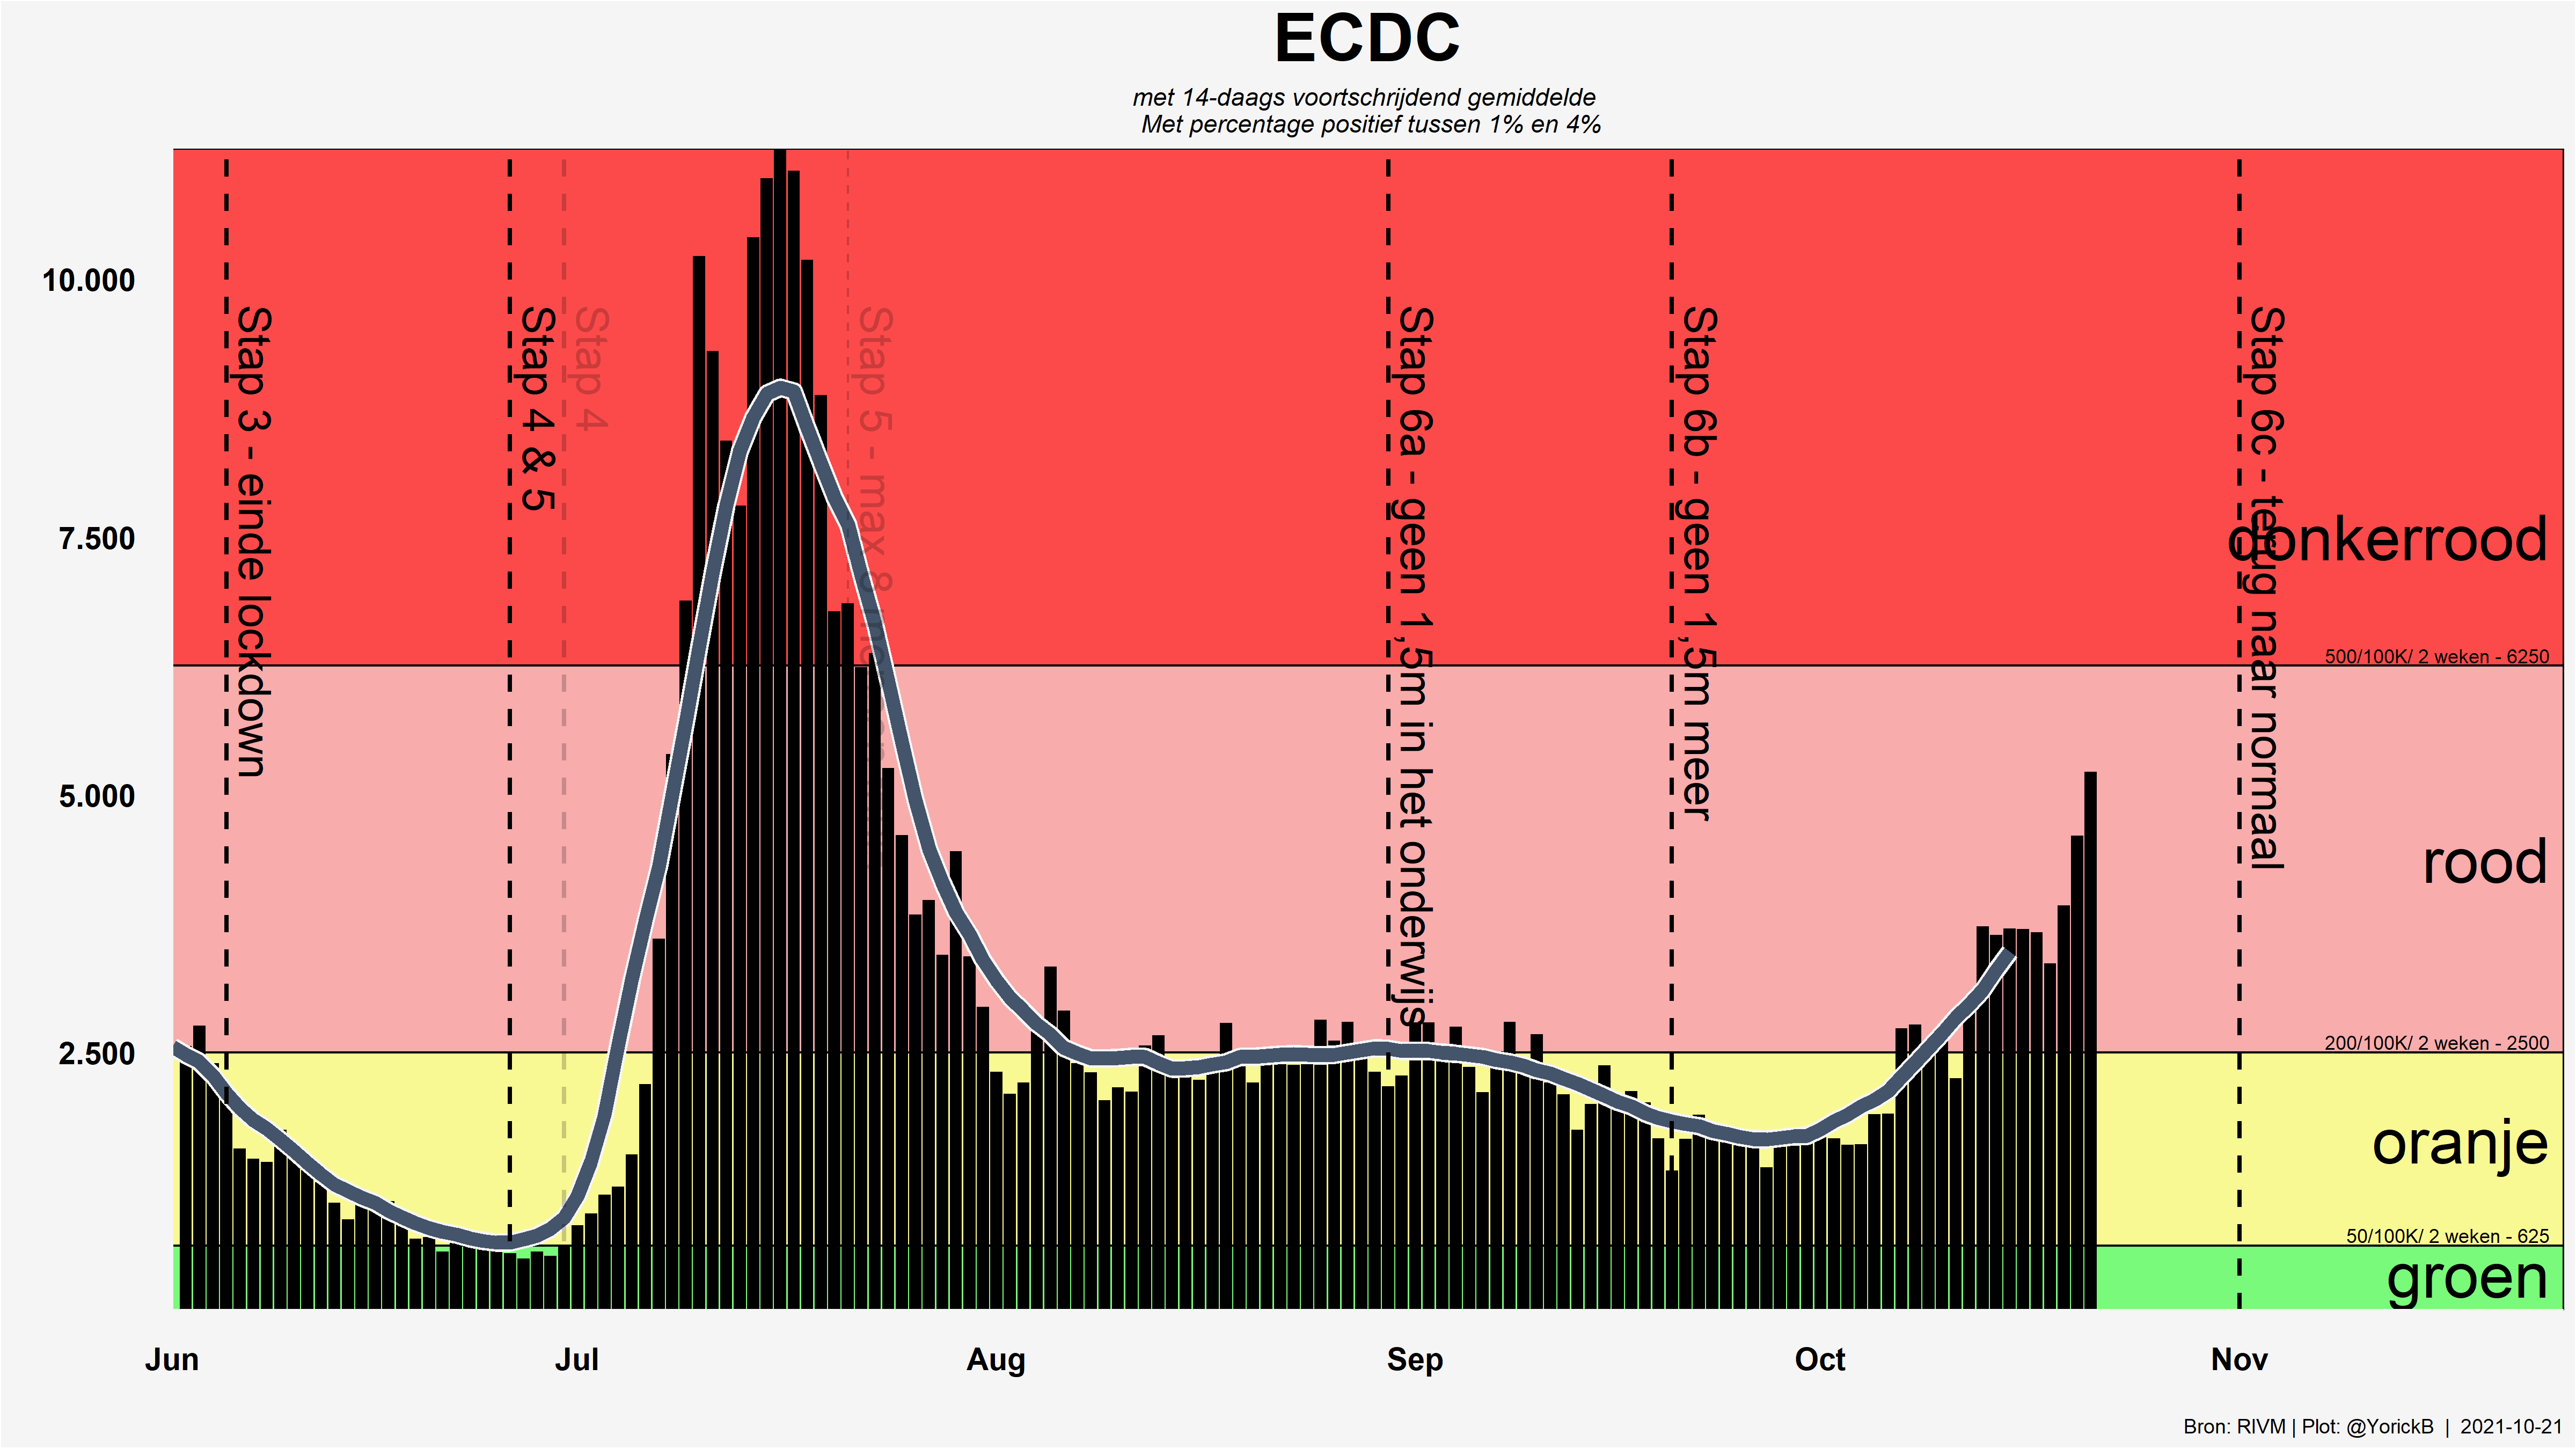 ECDC
met 14-daags voortschrijdend gemiddelde
Met percentage positief tussen 1% en 4%
10.000
7.500
5.000
2.500
Stap 3 - einde lockdown
Stap 4 & 5
Stap 4
Stap 5 - max 8
Stap 6a - geen 1,5m in het onderwijs
Stap 6b - geen 1,5m meer
Stap 6c - terug naar normaal
donkerrood
500/100K/ 2 weken - 6250
rood
200/100K/ 2 weken - 2500
oranje
50/100K/ 2 weken - 625
groen
Jun
Jul
Aug
Sep
Oct
Nov
Bron: RIVM | Plot: @YorickB | 2021-10-21